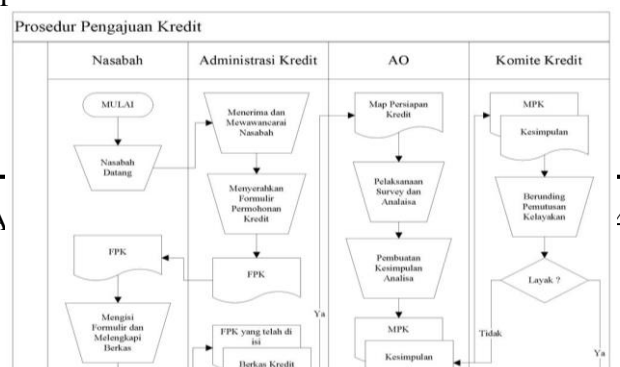 Prosedur Pengajuan Kredit
Nasabah
Administrasi Kredit
AO
Komite Kredit
MULAI
Nasabah
Datang
FPK
Mengisi
Formulir dan
Melengkapi
Berkas
Menerima dan
Mewawancarai
Nasabah
Menyerahkan
Formulir
Permohonan
Kredit
FPK
FPK yang telah di
isi
Berkas Kredit
Ya
Map Persiapan
Kredit
Pelaksanaan
Survey dan
Analaisa
Pembuatan
Kesimpulan
Analisa
MPK
Kesimpulan
MPK
Kesimpulan
Berunding
Pemutusan
Kelayakan
Layak ?
Tidak
Ya